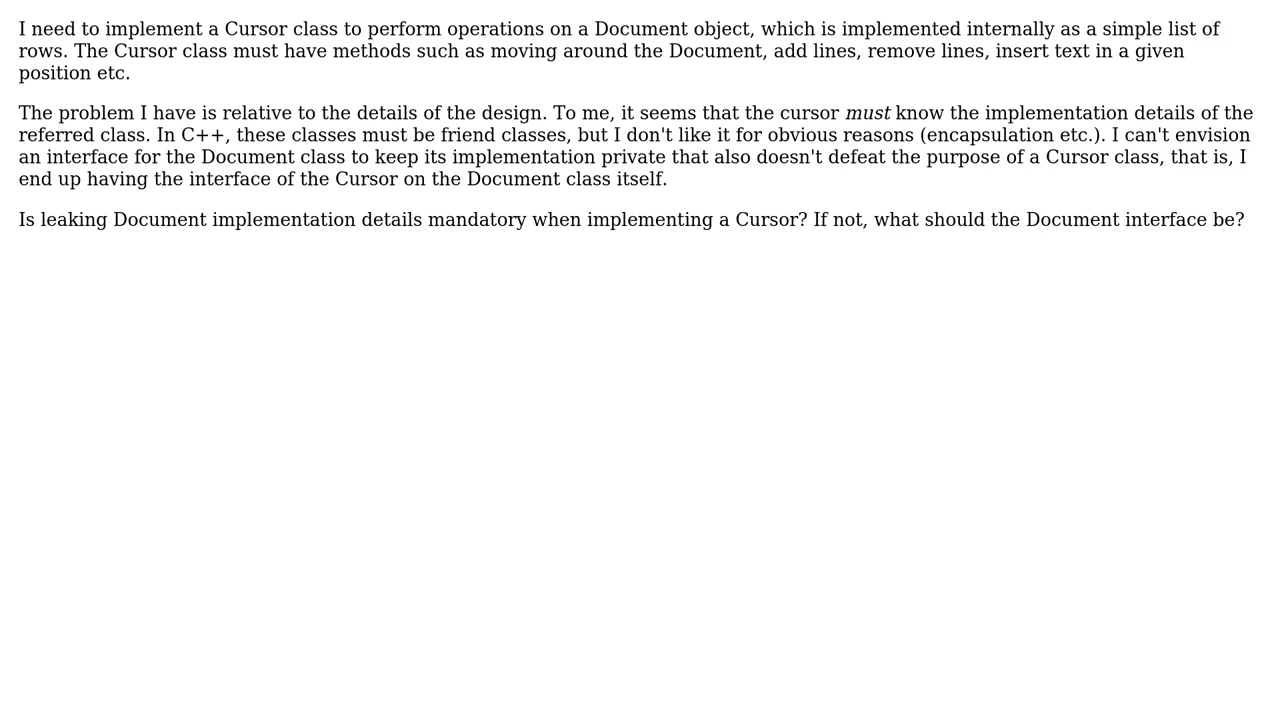 I need to implement a Cursor class to perform operations on a Document object, which is implemented internally as a simple list of
rows. The Cursor class must have methods such as moving around the Document, add lines, remove lines, insert text in a given
position etc.
The problem I have is relative to the details of the design. To me, it seems that the cursor must know the implementation details of the
referred class. In C++, these classes must be friend classes, but I don't like it for obvious reasons (encapsulation etc.). I can't envision
an interface for the Document class to keep its implementation private that also doesn't defeat the purpose of a Cursor class, that is, I
end up having the interface of the Cursor on the Document class itself.
Is leaking Document implementation details mandatory when implementing a Cursor? If not, what should the Document interface be?